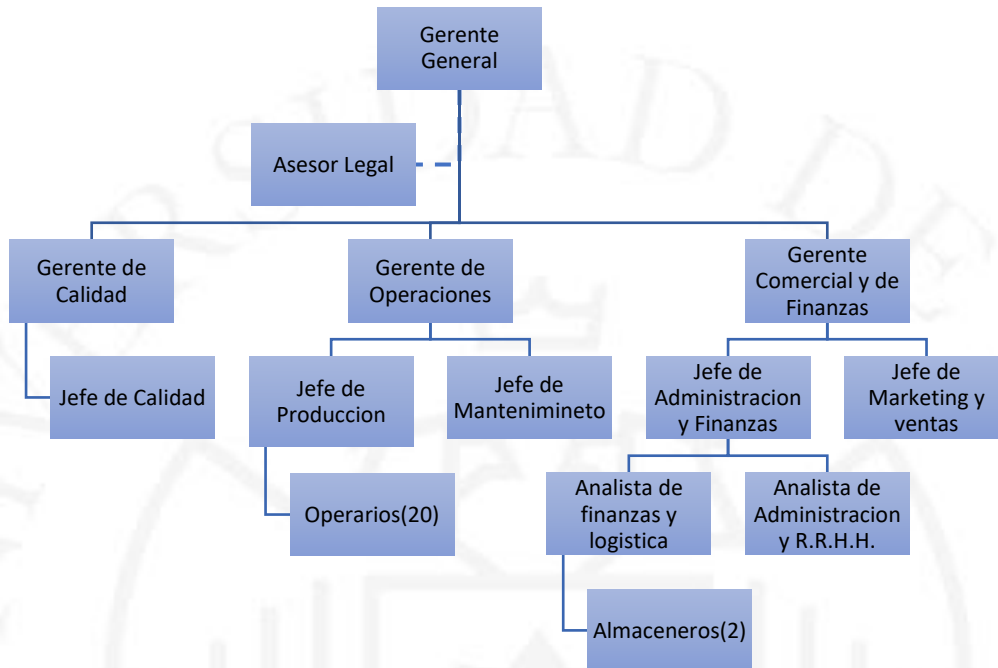 Gerente
General
Asesor Legal
Gerente de
Calidad
Gerente de
Operaciones
Gerente
Comercial y de
Finanzas
Jefe de Calidad
Jefe de
Produccion
Jefe de
Mantenimineto
Jefe de
Administracion
y Finanzas
Jefe de
Marketing y
ventas
Operarios(20)
Analista de
finanzas y
logistica
Analista de
Administracion
y R.R.H.H.
Almaceneros(2)